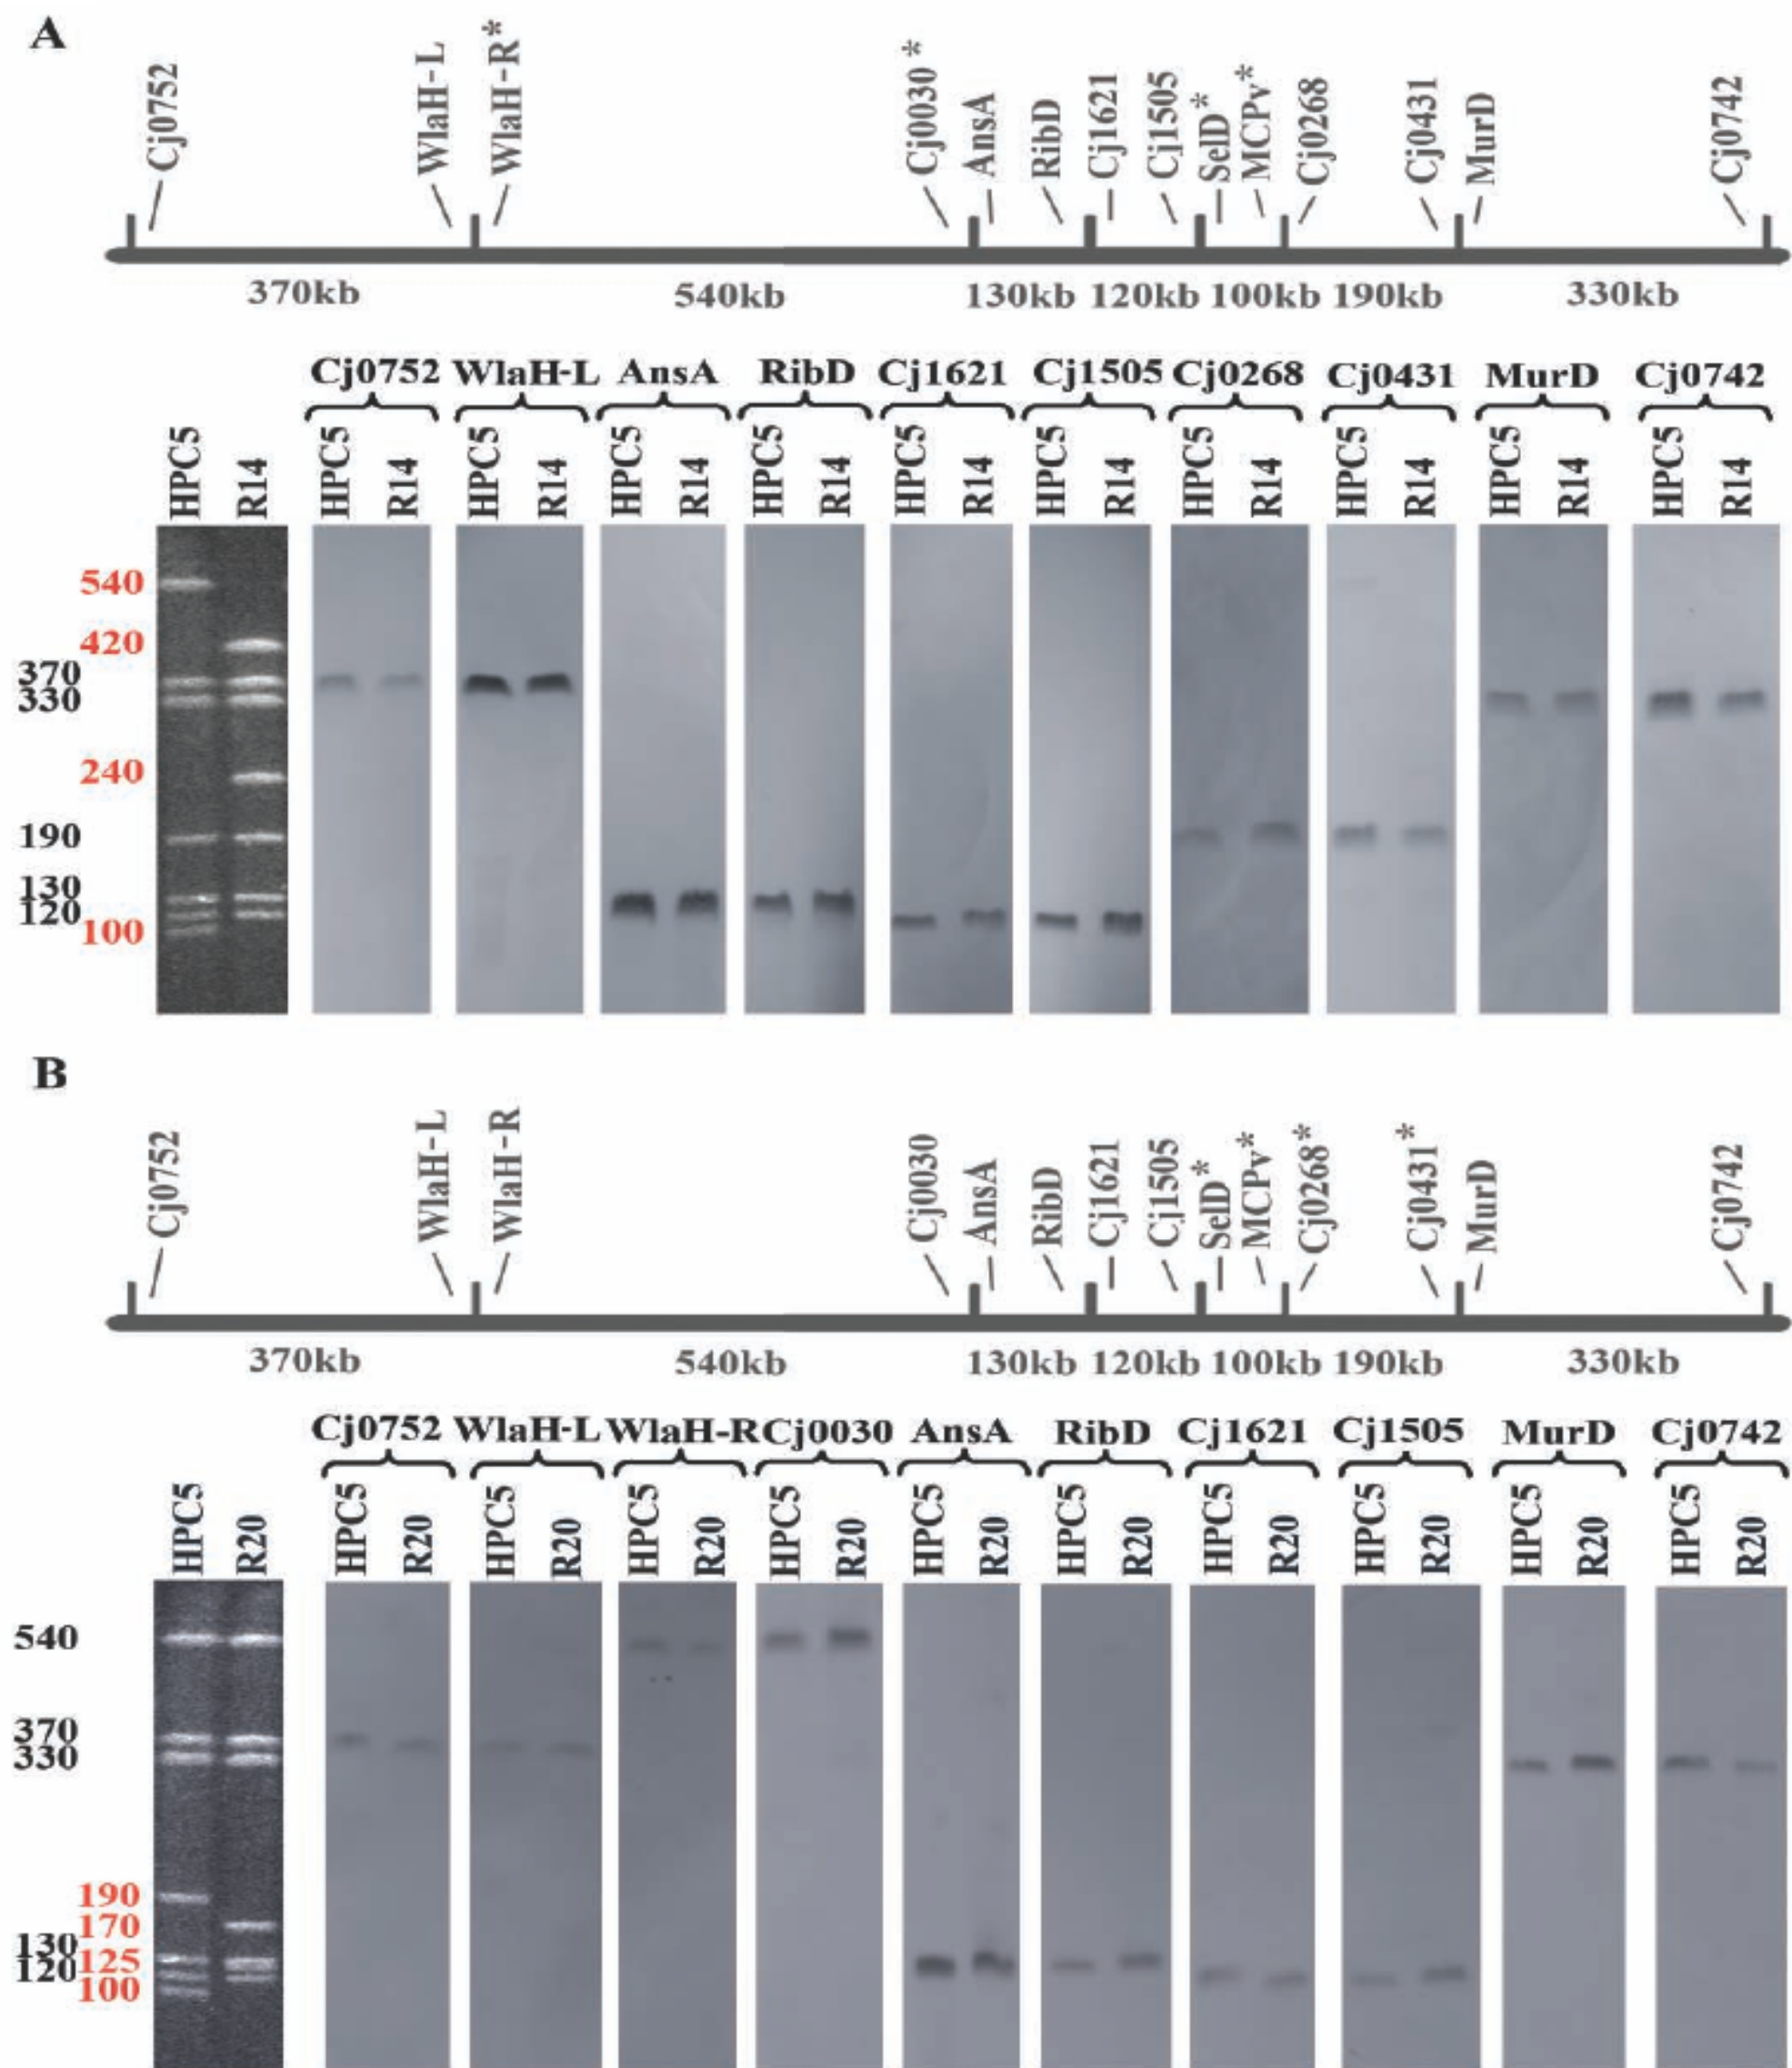 A
Cj0752 WlaH-L WlaH-R* Cj0030* AnsA RibD Cj1621 Cj1505 SelD* MCPv* Cj0268 Cj0431 MurD Cj0742
370kb 540kb 130kb 120kb 100kb 190kb 330kb
Cj0752 WlaH-L AnsA RibD Cj1621 Cj1505 Cj0268 Cj0431 MurD Cj0742
HPC5 R14 HPC5 R14 HPC5 R14 HPC5 R14 HPC5 R14 HPC5 R14 HPC5 R14 HPC5 R14 HPC5 R14 HPC5 R14 HPC5 R14
540
420
370
330
240
190
130
120
100
B
Cj0752 WlaH-L WlaH-R Cj0030 AnsA RibD Cj1621 Cj1505 SelD* MCPv* Cj0268* Cj0431* MurD Cj0742
370kb 540kb 130kb 120kb 100kb 190kb 330kb
Cj0752 WlaH-L WlaH-R Cj0030 AnsA RibD Cj1621 Cj1505 MurD Cj0742
HPC5 R20 HPC5 R20 HPC5 R20 HPC5 R20 HPC5 R20 HPC5 R20 HPC5 R20 HPC5 R20 HPC5 R20 HPC5 R20 HPC5 R20
540
370
330
190
170
130
125
120
100